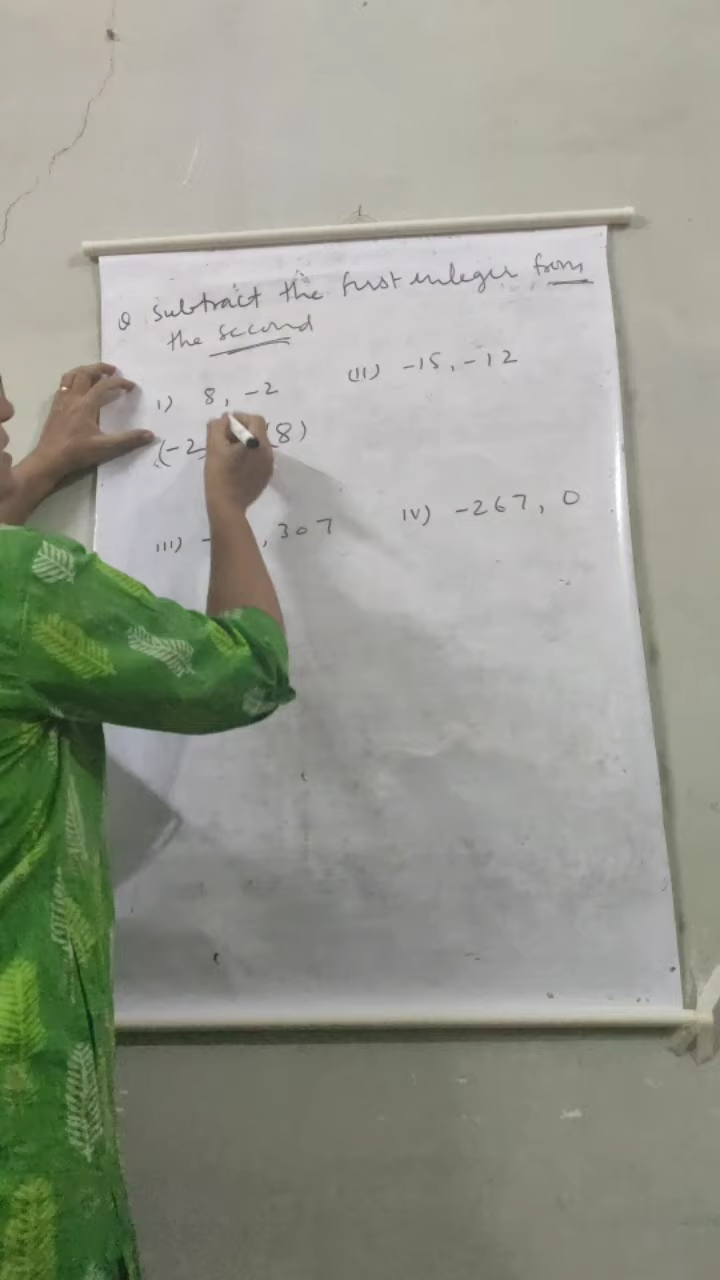 Q Subtract the first integer from
the second
i) 8, -2
(ii) -15, -12
(-2 (8)
iii) - , 307
iv) -267, 0